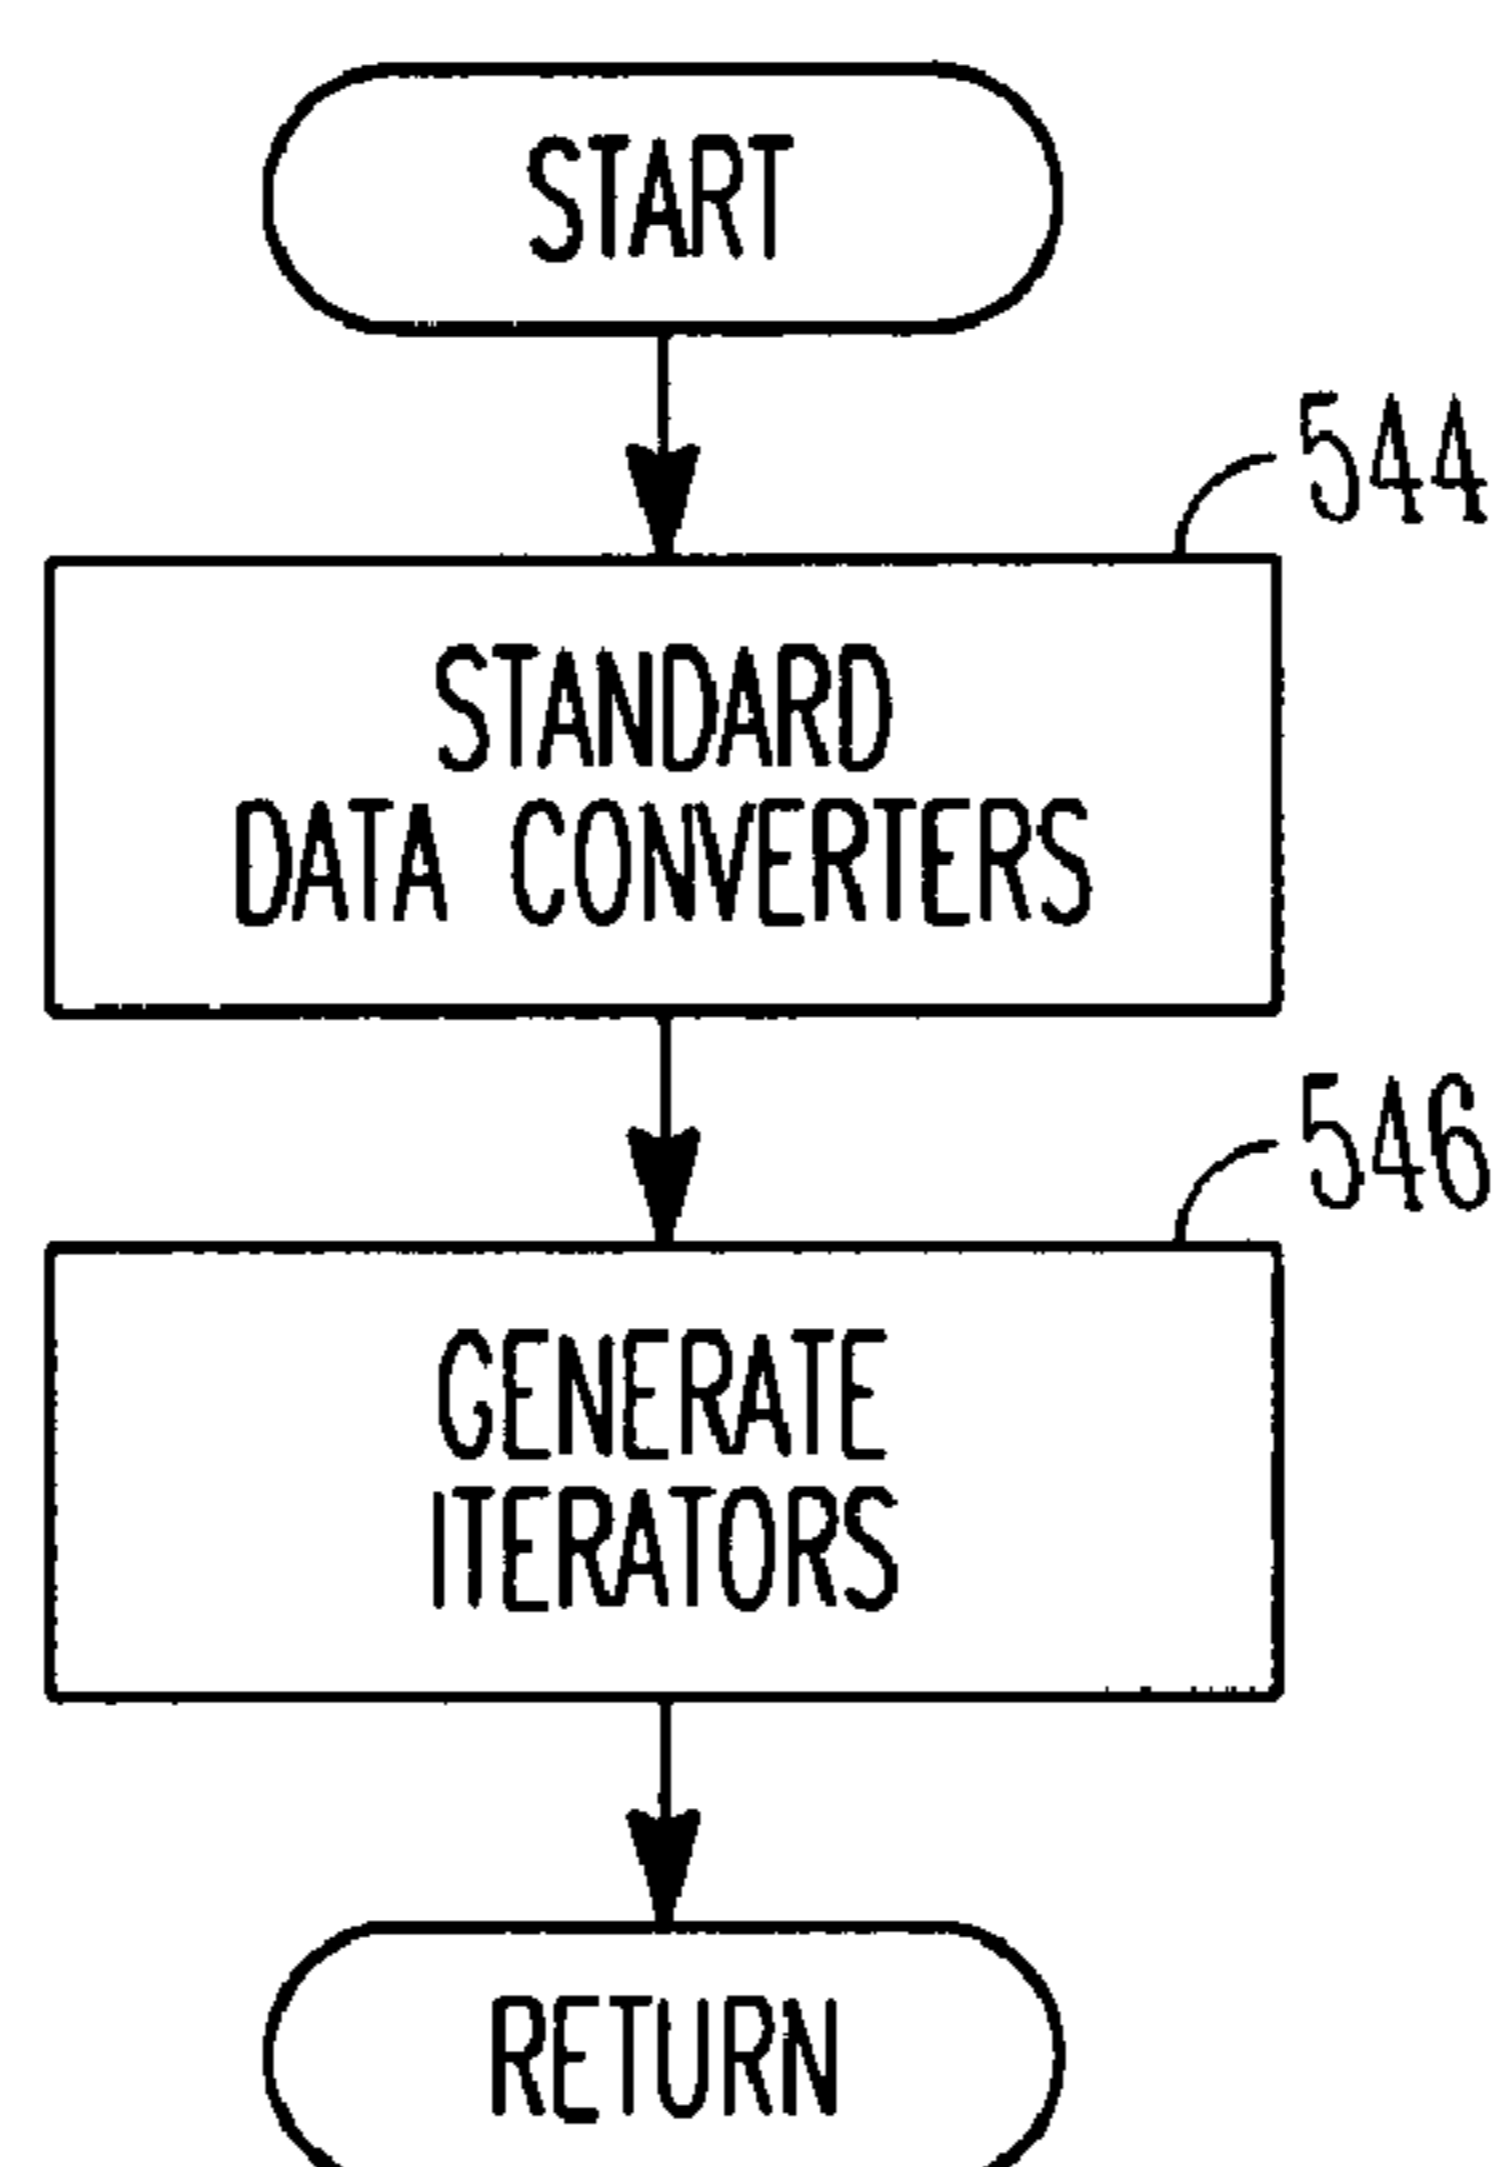 START
544
STANDARD
DATA CONVERTERS
546
GENERATE
ITERATORS
RETURN